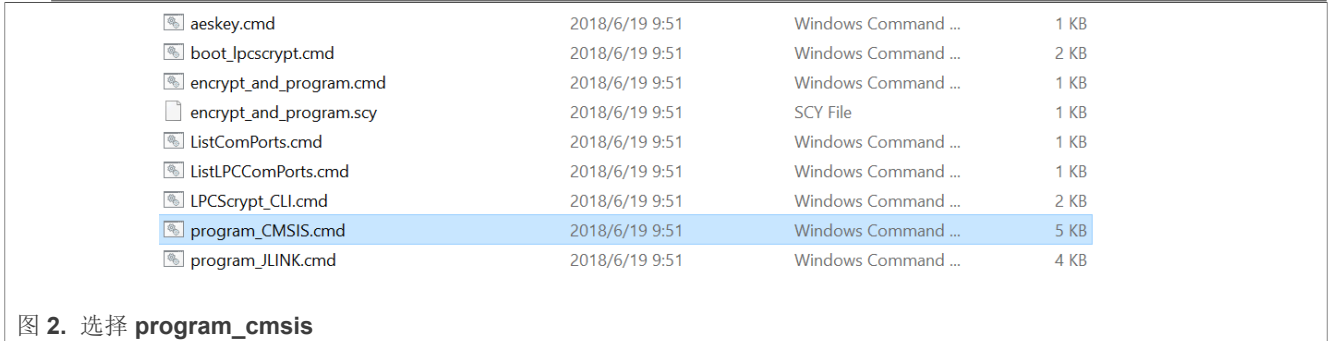 aeskey.cmd 2018/6/19 9:51 Windows Command ... 1 KB
boot_lpcscrypt.cmd 2018/6/19 9:51 Windows Command ... 2 KB
encrypt_and_program.cmd 2018/6/19 9:51 Windows Command ... 1 KB
encrypt_and_program.scy 2018/6/19 9:51 SCY File 1 KB
ListComPorts.cmd 2018/6/19 9:51 Windows Command ... 1 KB
ListLPCComPorts.cmd 2018/6/19 9:51 Windows Command ... 1 KB
LPCScrypt_CLI.cmd 2018/6/19 9:51 Windows Command ... 2 KB
program_CMSIS.cmd 2018/6/19 9:51 Windows Command ... 5 KB
program_JLINK.cmd 2018/6/19 9:51 Windows Command ... 4 KB
图 2. 选择 program_cmsis